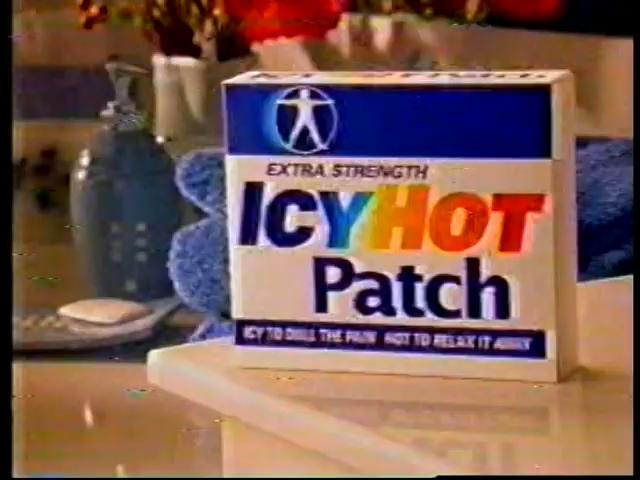 EXTRA STRENGTH
ICYHOT
Patch
ICY TO DULL THE PAIN HOT TO RELAX IT AWAY